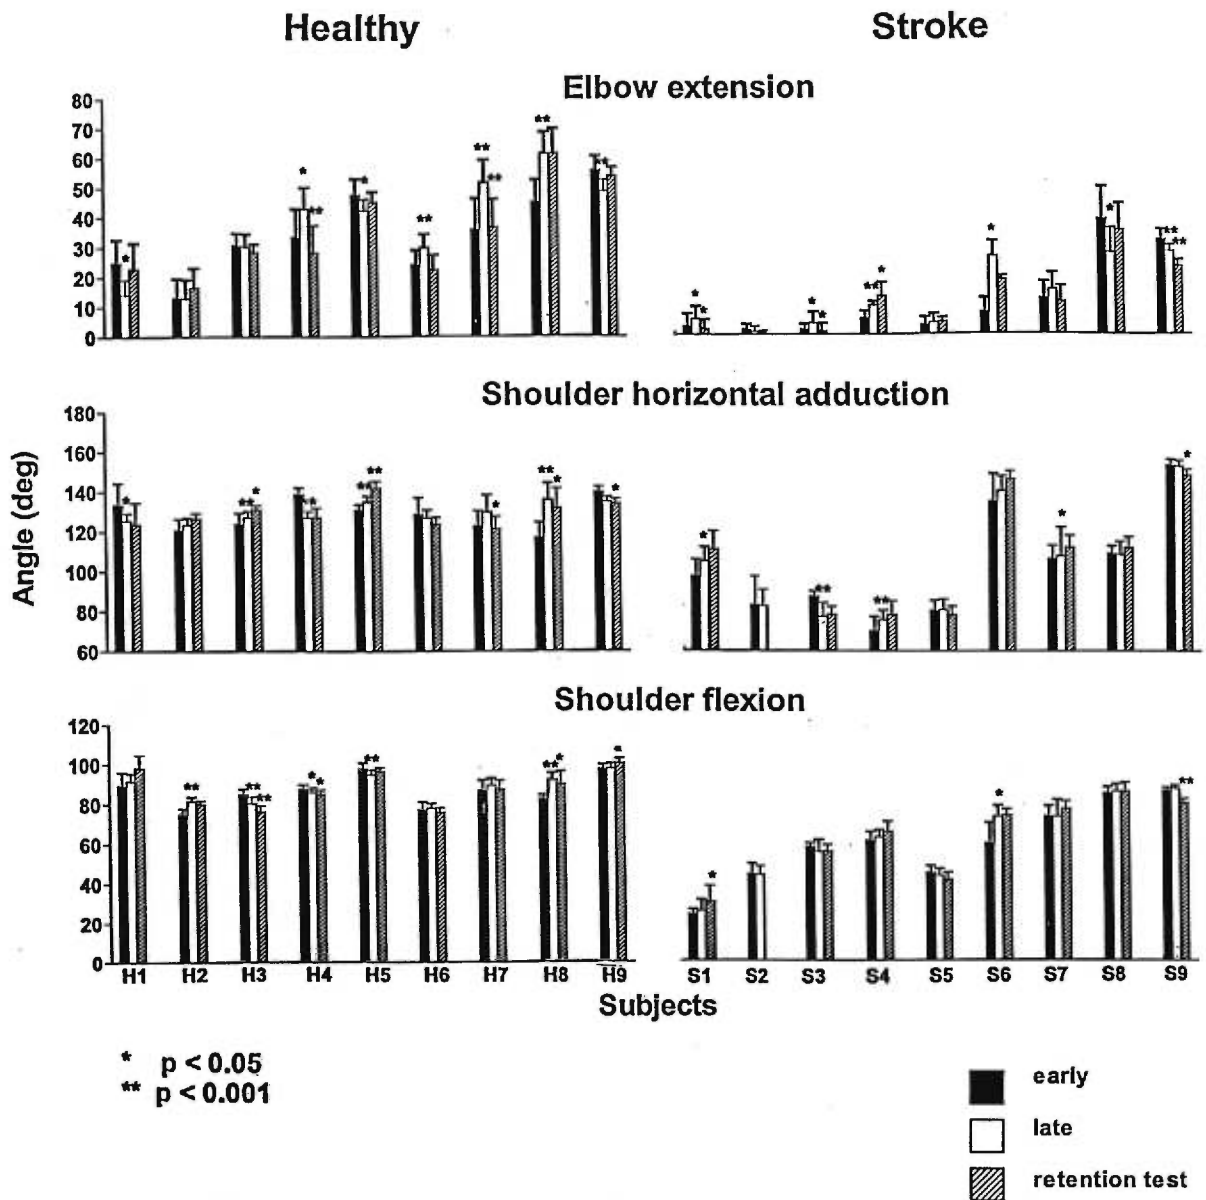 Healthy Stroke
Elbow extension
80
70
60
50
40
30
20
10
0
* ** * ** * ** ** ** ** **
* * * * ** * * * ** **
Shoulder horizontal adduction
180
160
140
120
100
80
60
* ** * ** ** ** * ** * *
* ** ** * *
Angle (deg)
Shoulder flexion
120
100
80
60
40
20
0
** ** ** * * ** ** * *
* * **
H1 H2 H3 H4 H5 H6 H7 H8 H9 S1 S2 S3 S4 S5 S6 S7 S8 S9
Subjects
* p < 0.05
** p < 0.001
early
late
retention test